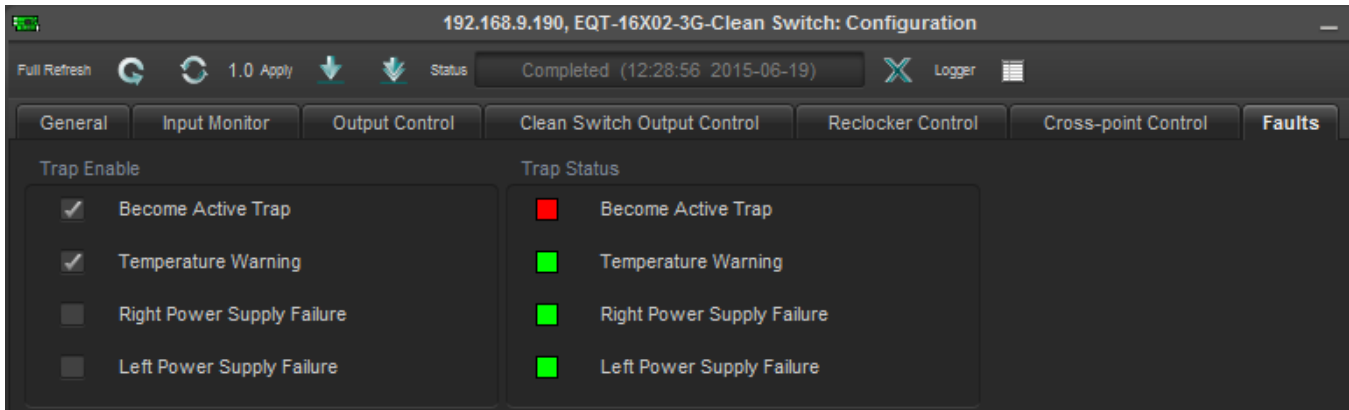 192.168.9.190, EQT-16X02-3G-Clean Switch: Configuration
Full Refresh 1.0 Apply Status Completed (12:28:56 2015-06-19) Logger
General Input Monitor Output Control Clean Switch Output Control Reclocker Control Cross-point Control Faults
Trap Enable Trap Status
Become Active Trap Become Active Trap
Temperature Warning Temperature Warning
Right Power Supply Failure Right Power Supply Failure
Left Power Supply Failure Left Power Supply Failure